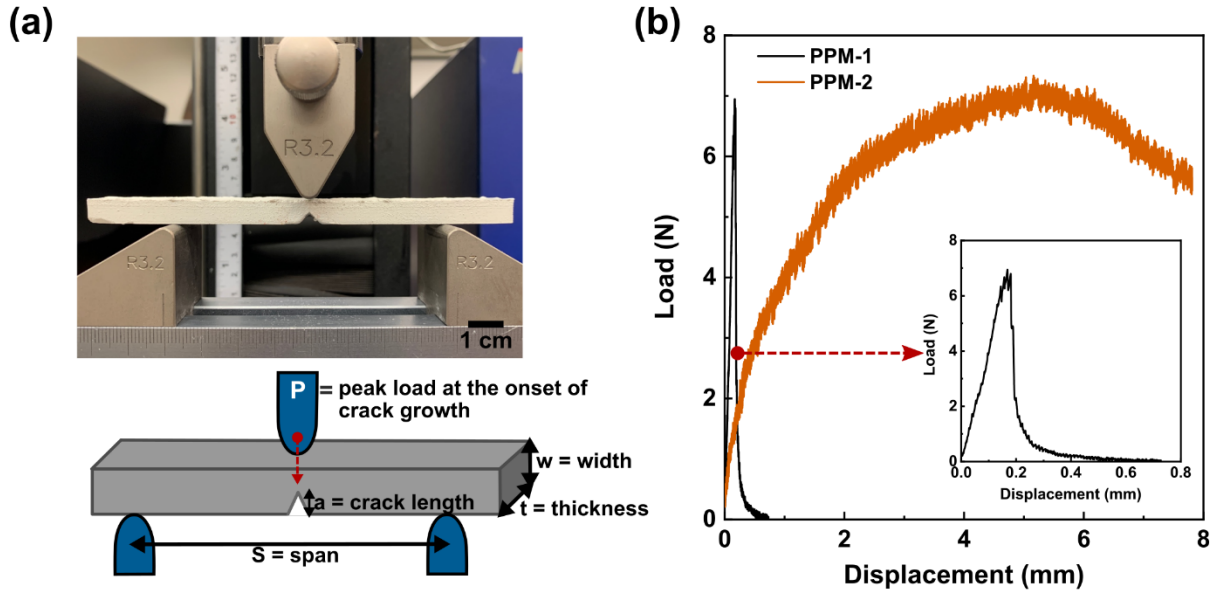 (a)
R3.2
R3.2
R3.2
1 cm
P = peak load at the onset of
crack growth
w = width
a = crack length
t = thickness
S = span
(b)
PPM-1
PPM-2
8
6
4
2
0
Load (N)
0 2 4 6 8
Displacement (mm)
8
6
4
2
0
Load (N)
0.0 0.2 0.4 0.6 0.8
Displacement (mm)